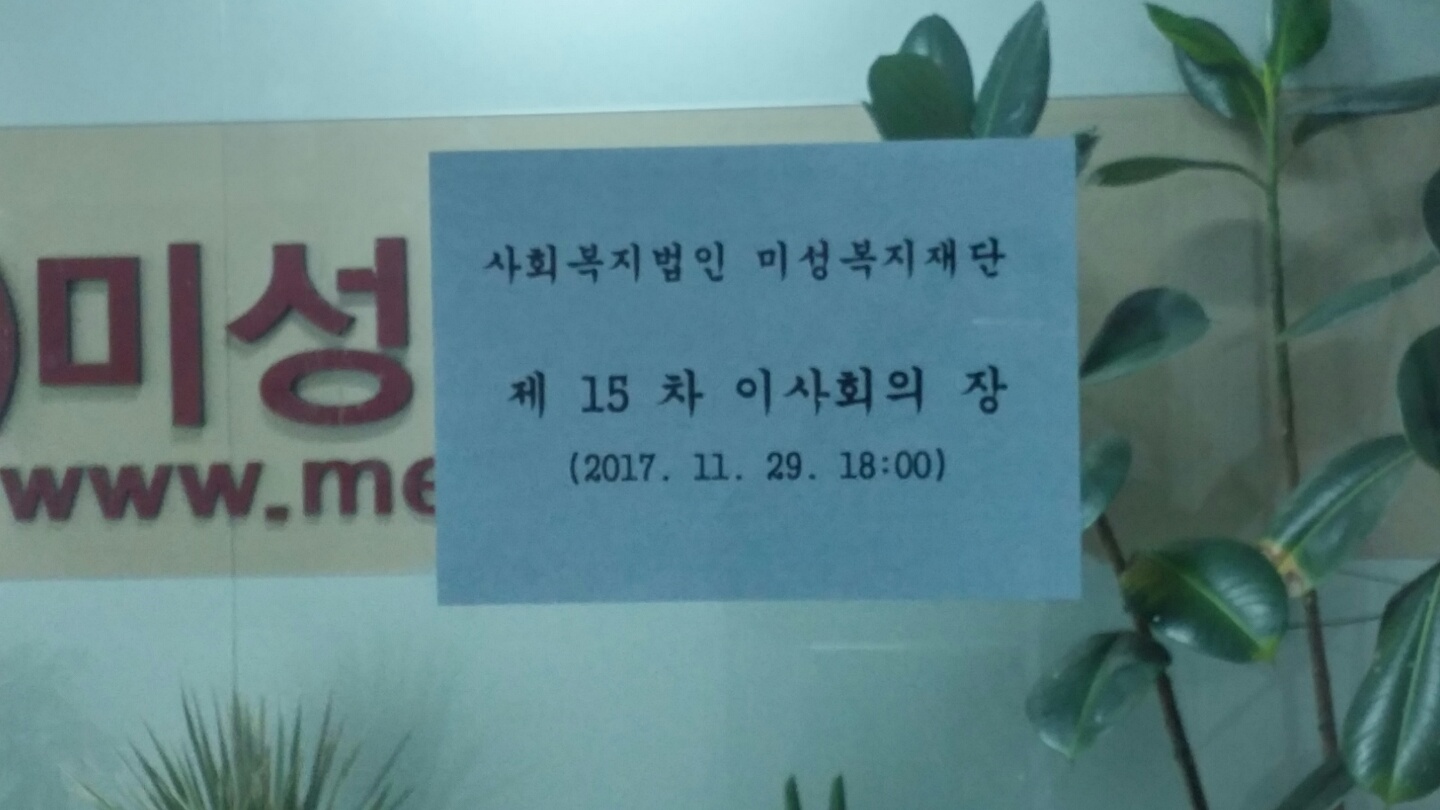 사회복지법인 미성복지재단
제 15 차 이사회의 장
(2017. 11. 29. 18:00)
미성
www.me